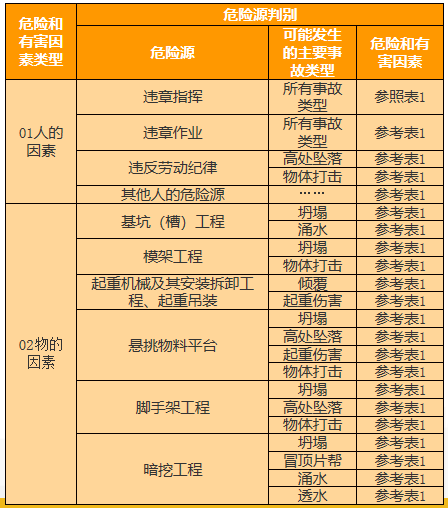 危险和有害因素类型
危险源判别
危险源
可能发生的主要事故类型
危险和有害因素
01人的因素
违章指挥
所有事故类型
参照表1
违章作业
所有事故类型
参考表1
违反劳动纪律
高处坠落
参考表1
物体打击
参考表1
其他人的危险源
……
参考表1
02物的因素
基坑（槽）工程
坍塌
参考表1
涌水
参考表1
模架工程
坍塌
参考表1
物体打击
参考表1
起重机械及其安装拆卸工程、起重吊装
倾覆
参考表1
起重伤害
参考表1
悬挑物料平台
坍塌
参考表1
高处坠落
参考表1
起重伤害
参考表1
物体打击
参考表1
脚手架工程
坍塌
参考表1
高处坠落
参考表1
物体打击
参考表1
暗挖工程
坍塌
参考表1
冒顶片帮
参考表1
涌水
参考表1
透水
参考表1